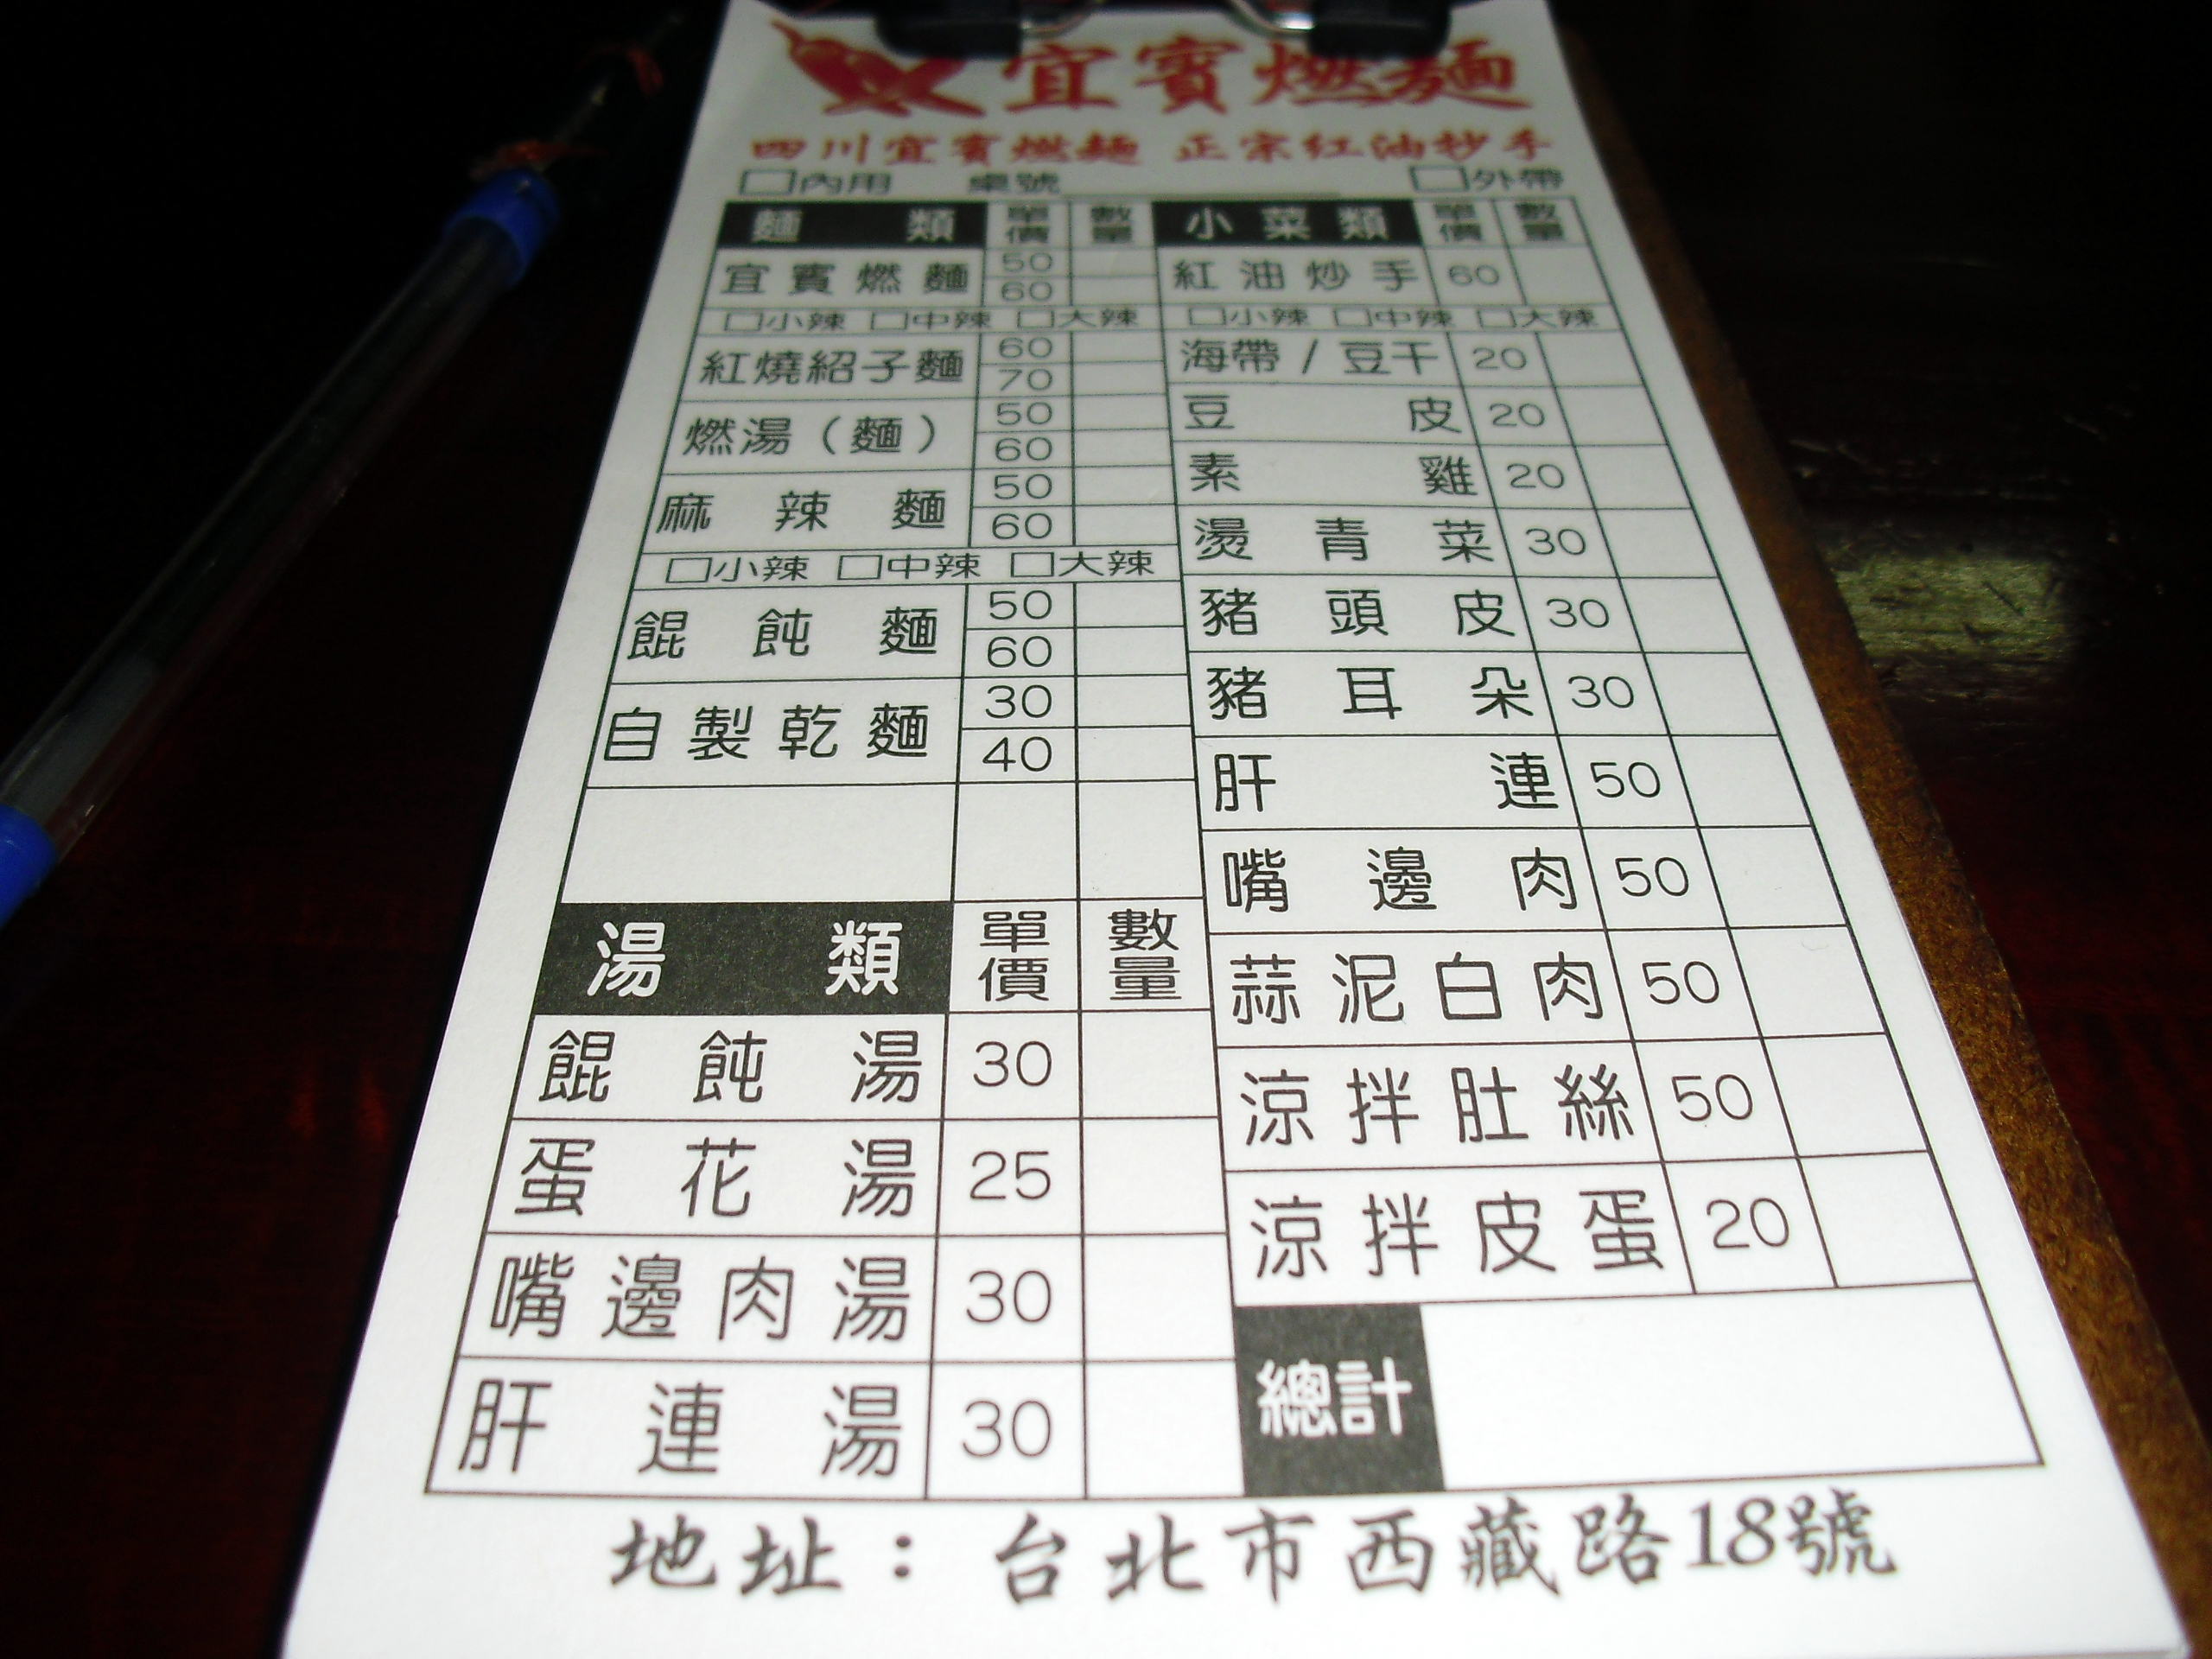 宜賓燃麵
四川宜賓燃麵 正宗紅油抄手
□內用 桌號 □外帶
麵類 單價 數量
宜賓燃麵 50
60
□小辣 □中辣 □大辣
紅燒紹子麵 60
70
燃湯(麵) 50
60
麻辣麵 50
60
□小辣 □中辣 □大辣
餛飩麵 50
60
自製乾麵 30
40
湯類 單價 數量
餛飩湯 30
蛋花湯 25
嘴邊肉湯 30
肝連湯 30
小菜類 單價 數量
紅油炒手 60
□小辣 □中辣 □大辣
海帶/豆干 20
豆皮 20
素雞 20
燙青菜 30
豬頭皮 30
豬耳朵 30
肝連 50
嘴邊肉 50
蒜泥白肉 50
涼拌肚絲 50
涼拌皮蛋 20
總計
地址:台北市西藏路18號